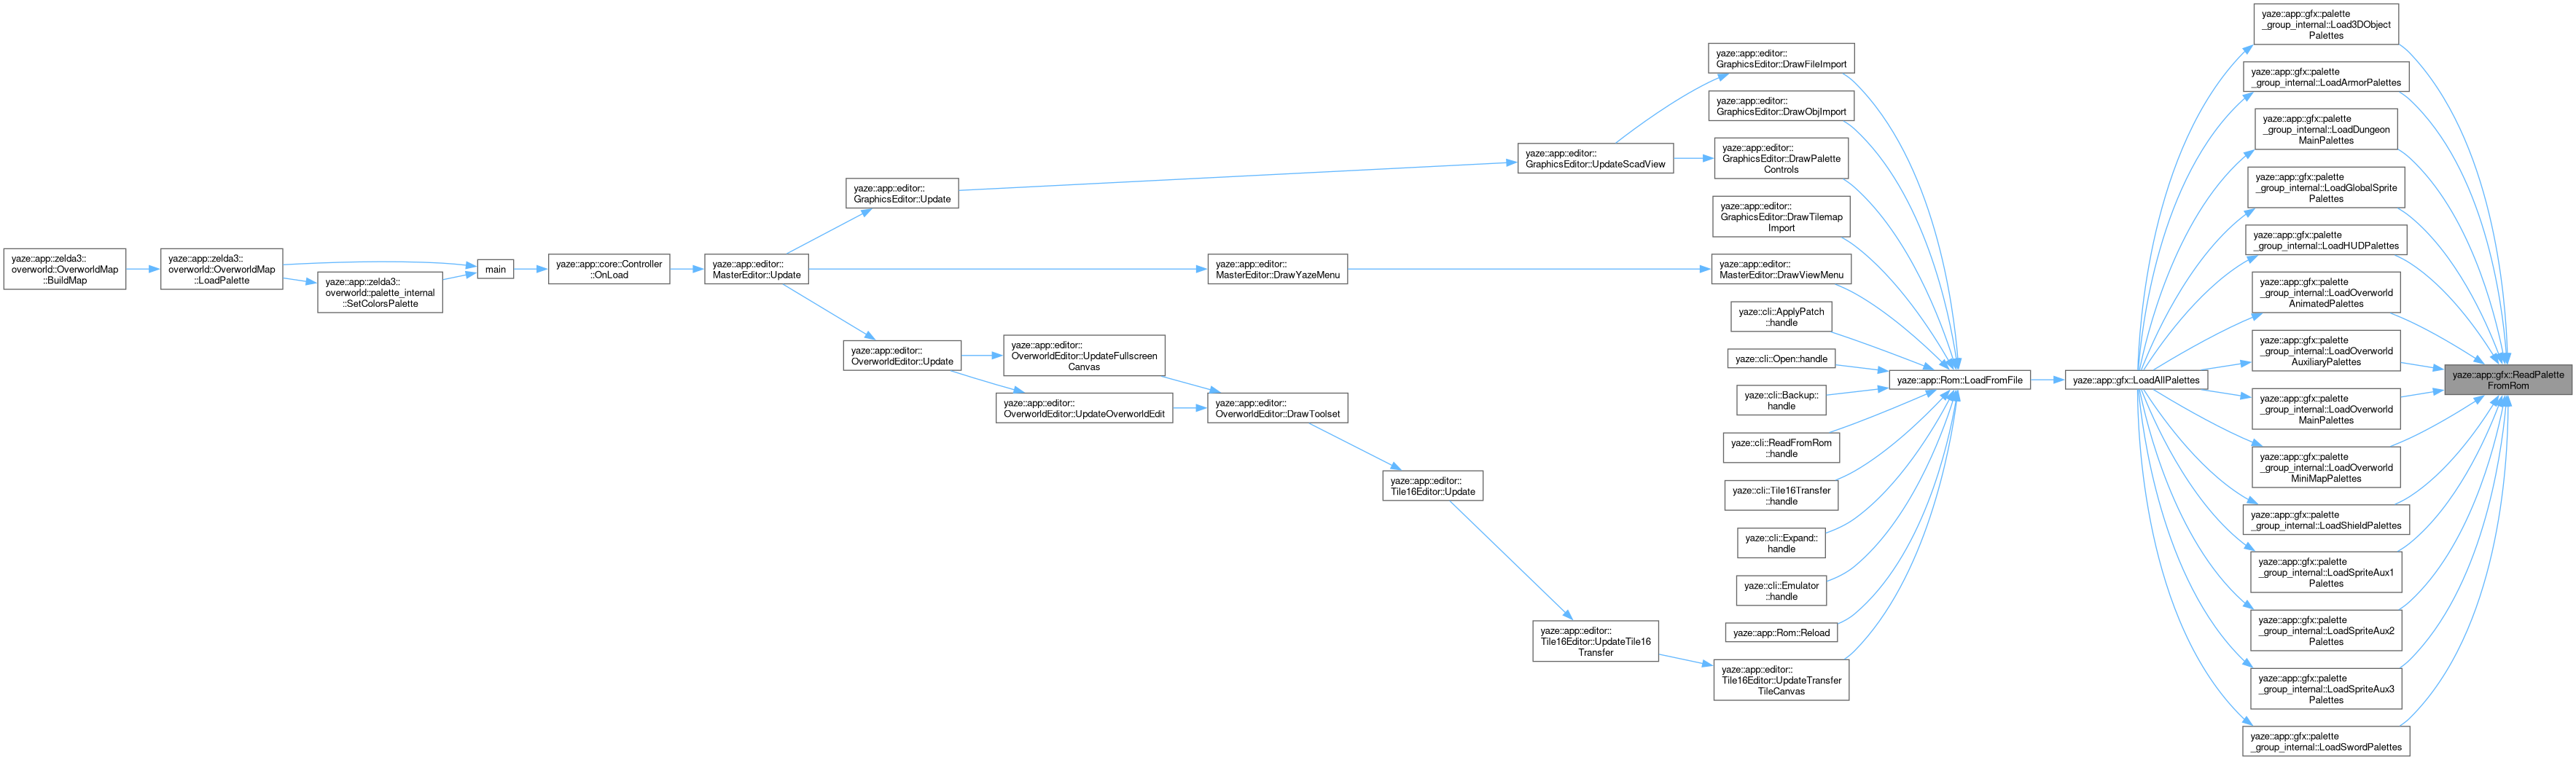 yaze::app::zelda3::
overworld::OverworldMap
::BuildMap
yaze::app::zelda3::
overworld::OverworldMap
::LoadPalette
yaze::app::zelda3::
overworld::palette_internal
::SetColorsPalette
main
yaze::app::core::Controller
::OnLoad
yaze::app::editor::
MasterEditor::Update
yaze::app::editor::
GraphicsEditor::Update
yaze::app::editor::
OverworldEditor::Update
yaze::app::editor::
OverworldEditor::UpdateFullscreen
Canvas
yaze::app::editor::
OverworldEditor::UpdateOverworldEdit
yaze::app::editor::
MasterEditor::DrawYazeMenu
yaze::app::editor::
OverworldEditor::DrawToolset
yaze::app::editor::
Tile16Editor::Update
yaze::app::editor::
GraphicsEditor::UpdateScadView
yaze::app::editor::
Tile16Editor::UpdateTile16
Transfer
yaze::app::editor::
GraphicsEditor::DrawFileImport
yaze::app::editor::
GraphicsEditor::DrawObjImport
yaze::app::editor::
GraphicsEditor::DrawPalette
Controls
yaze::app::editor::
GraphicsEditor::DrawTilemap
Import
yaze::app::editor::
MasterEditor::DrawViewMenu
yaze::cli::ApplyPatch
::handle
yaze::cli::Open::handle
yaze::cli::Backup::
handle
yaze::cli::ReadFromRom
::handle
yaze::cli::Tile16Transfer
::handle
yaze::cli::Expand::
handle
yaze::cli::Emulator
::handle
yaze::app::Rom::Reload
yaze::app::editor::
Tile16Editor::UpdateTransfer
TileCanvas
yaze::app::Rom::LoadFromFile
yaze::app::gfx::LoadAllPalettes
yaze::app::gfx::palette
_group_internal::Load3DObject
Palettes
yaze::app::gfx::palette
_group_internal::LoadArmorPalettes
yaze::app::gfx::palette
_group_internal::LoadDungeon
MainPalettes
yaze::app::gfx::palette
_group_internal::LoadGlobalSprite
Palettes
yaze::app::gfx::palette
_group_internal::LoadHUDPalettes
yaze::app::gfx::palette
_group_internal::LoadOverworld
AnimatedPalettes
yaze::app::gfx::palette
_group_internal::LoadOverworld
AuxiliaryPalettes
yaze::app::gfx::palette
_group_internal::LoadOverworld
MainPalettes
yaze::app::gfx::palette
_group_internal::LoadOverworld
MiniMapPalettes
yaze::app::gfx::palette
_group_internal::LoadShieldPalettes
yaze::app::gfx::palette
_group_internal::LoadSpriteAux1
Palettes
yaze::app::gfx::palette
_group_internal::LoadSpriteAux2
Palettes
yaze::app::gfx::palette
_group_internal::LoadSpriteAux3
Palettes
yaze::app::gfx::palette
_group_internal::LoadSwordPalettes
yaze::app::gfx::ReadPalette
FromRom